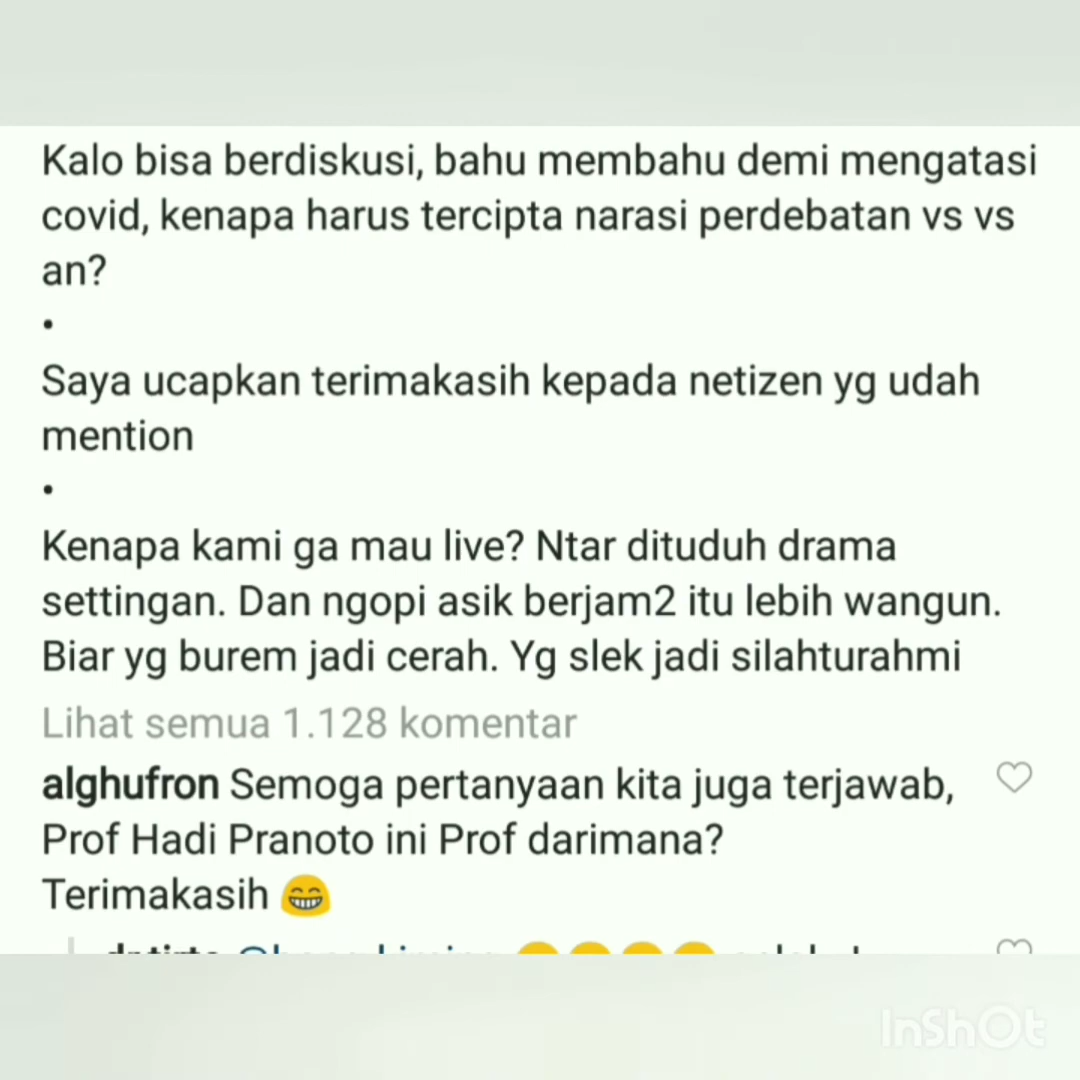 Kalo bisa berdiskusi, bahu membahu demi mengatasi
covid, kenapa harus tercipta narasi perdebatan vs vs
an?
•
Saya ucapkan terimakasih kepada netizen yg udah
mention
•
Kenapa kami ga mau live? Ntar dituduh drama
settingan. Dan ngopi asik berjam2 itu lebih wangun.
Biar yg burem jadi cerah. Yg slek jadi silahturahmi
Lihat semua 1.128 komentar
alghufron Semoga pertanyaan kita juga terjawab,
Prof Hadi Pranoto ini Prof darimana?
Terimakasih 😁
InShOt